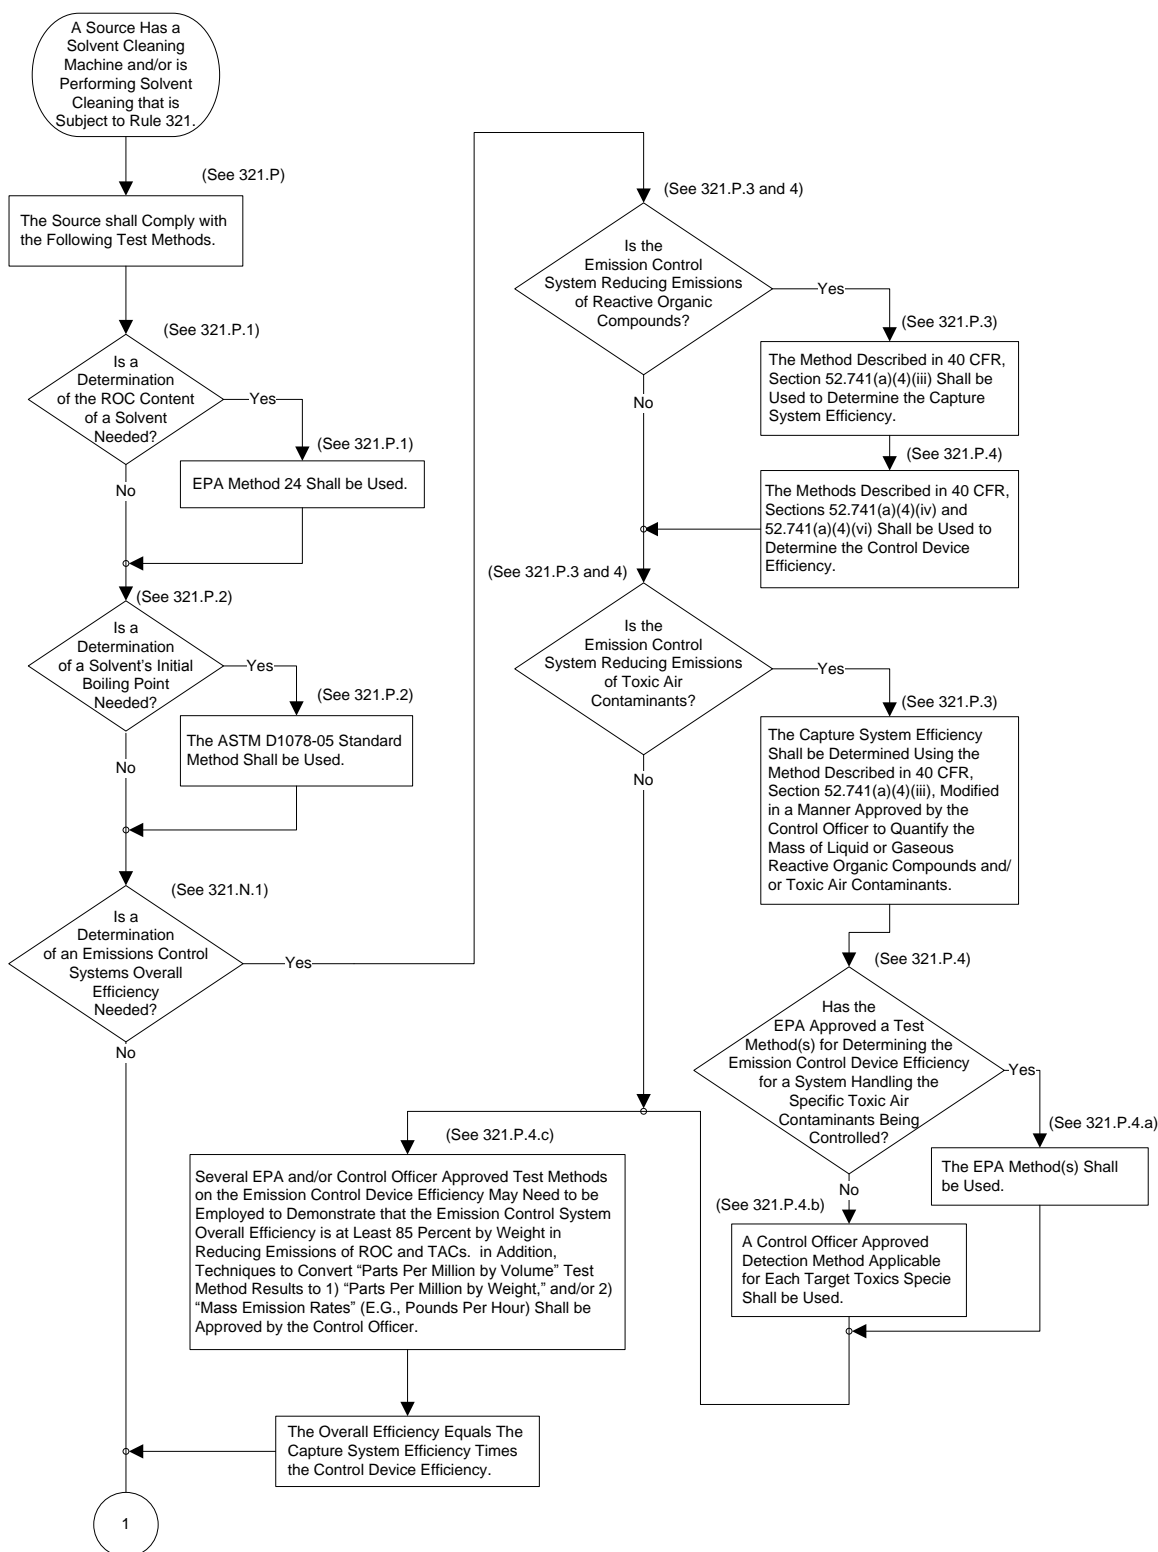 A Source Has a
Solvent Cleaning
Machine and/or is
Performing Solvent
Cleaning that is
Subject to Rule 321.
(See 321.P)
The Source shall Comply with
the Following Test Methods.
(See 321.P.1)
Is a
Determination
of the ROC Content
of a Solvent
Needed?
Yes
(See 321.P.1)
EPA Method 24 Shall be Used.
No
(See 321.P.2)
Is a
Determination
of a Solvent's Initial
Boiling Point
Needed?
Yes
(See 321.P.2)
The ASTM D1078-05 Standard
Method Shall be Used.
No
(See 321.N.1)
Is a
Determination
of an Emissions Control
Systems Overall
Efficiency
Needed?
Yes
No
(See 321.P.3 and 4)
Is the
Emission Control
System Reducing Emissions
of Reactive Organic
Compounds?
Yes
(See 321.P.3)
The Method Described in 40 CFR,
Section 52.741(a)(4)(iii) Shall be
Used to Determine the Capture
System Efficiency.
No
(See 321.P.4)
The Methods Described in 40 CFR,
Sections 52.741(a)(4)(iv) and
52.741(a)(4)(vi) Shall be Used to
Determine the Control Device
Efficiency.
(See 321.P.3 and 4)
Is the
Emission Control
System Reducing Emissions
of Toxic Air
Contaminants?
Yes
(See 321.P.3)
The Capture System Efficiency
Shall be Determined Using the
Method Described in 40 CFR,
Section 52.741(a)(4)(iii), Modified
in a Manner Approved by the
Control Officer to Quantify the
Mass of Liquid or Gaseous
Reactive Organic Compounds and/
or Toxic Air Contaminants.
No
(See 321.P.4)
Has the
EPA Approved a Test
Method(s) for Determining the
Emission Control Device Efficiency
for a System Handling the
Specific Toxic Air
Contaminants Being
Controlled?
Yes
(See 321.P.4.a)
The EPA Method(s) Shall
be Used.
No
(See 321.P.4.b)
A Control Officer Approved
Detection Method Applicable
for Each Target Toxics Specie
Shall be Used.
(See 321.P.4.c)
Several EPA and/or Control Officer Approved Test Methods
on the Emission Control Device Efficiency May Need to be
Employed to Demonstrate that the Emission Control System
Overall Efficiency is at Least 85 Percent by Weight in
Reducing Emissions of ROC and TACs.  in Addition,
Techniques to Convert “Parts Per Million by Volume” Test
Method Results to 1) “Parts Per Million by Weight,” and/or 2)
“Mass Emission Rates” (E.G., Pounds Per Hour) Shall be
Approved by the Control Officer.
The Overall Efficiency Equals The
Capture System Efficiency Times
the Control Device Efficiency.
1